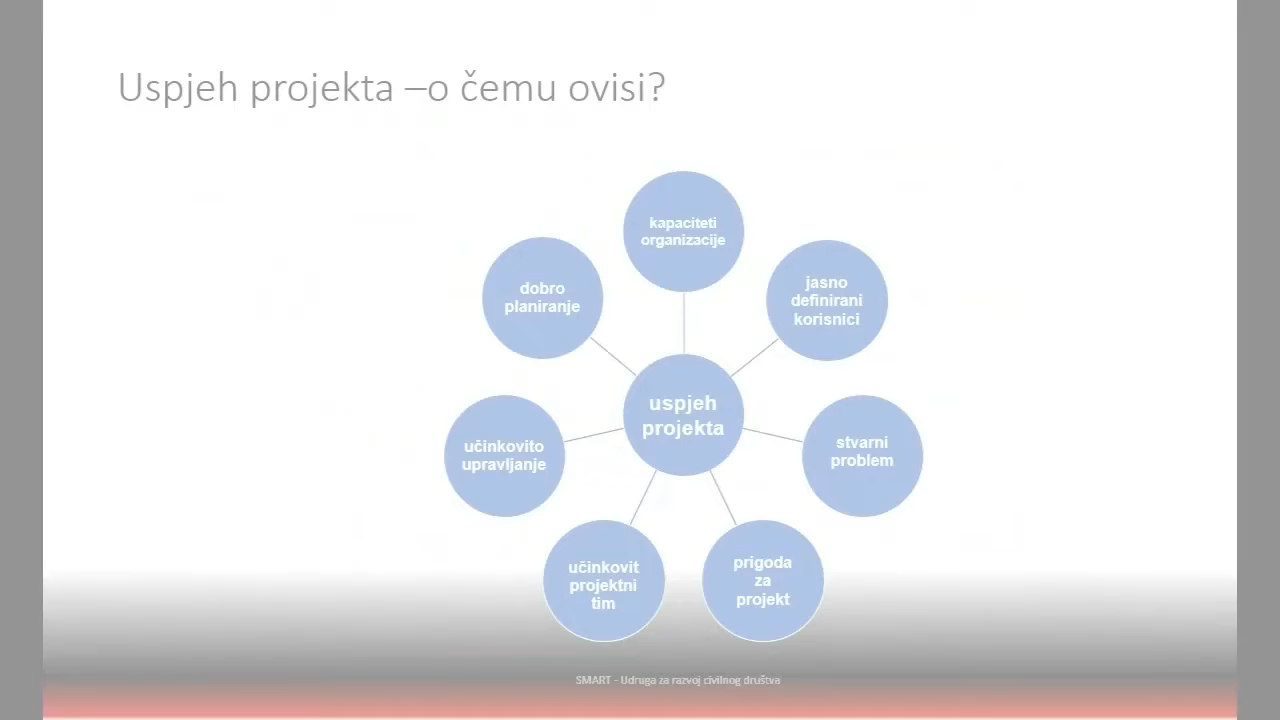 Uspjeh projekta –o čemu ovisi?
kapaciteti
organizacije
jasno
definirani
korisnici
stvarni
problem
prigoda
za
projekt
učinkovit
projektni
tim
učinkovito
upravljanje
dobro
planiranje
uspjeh
projekta
SMART - Udruga za razvoj civilnog društva